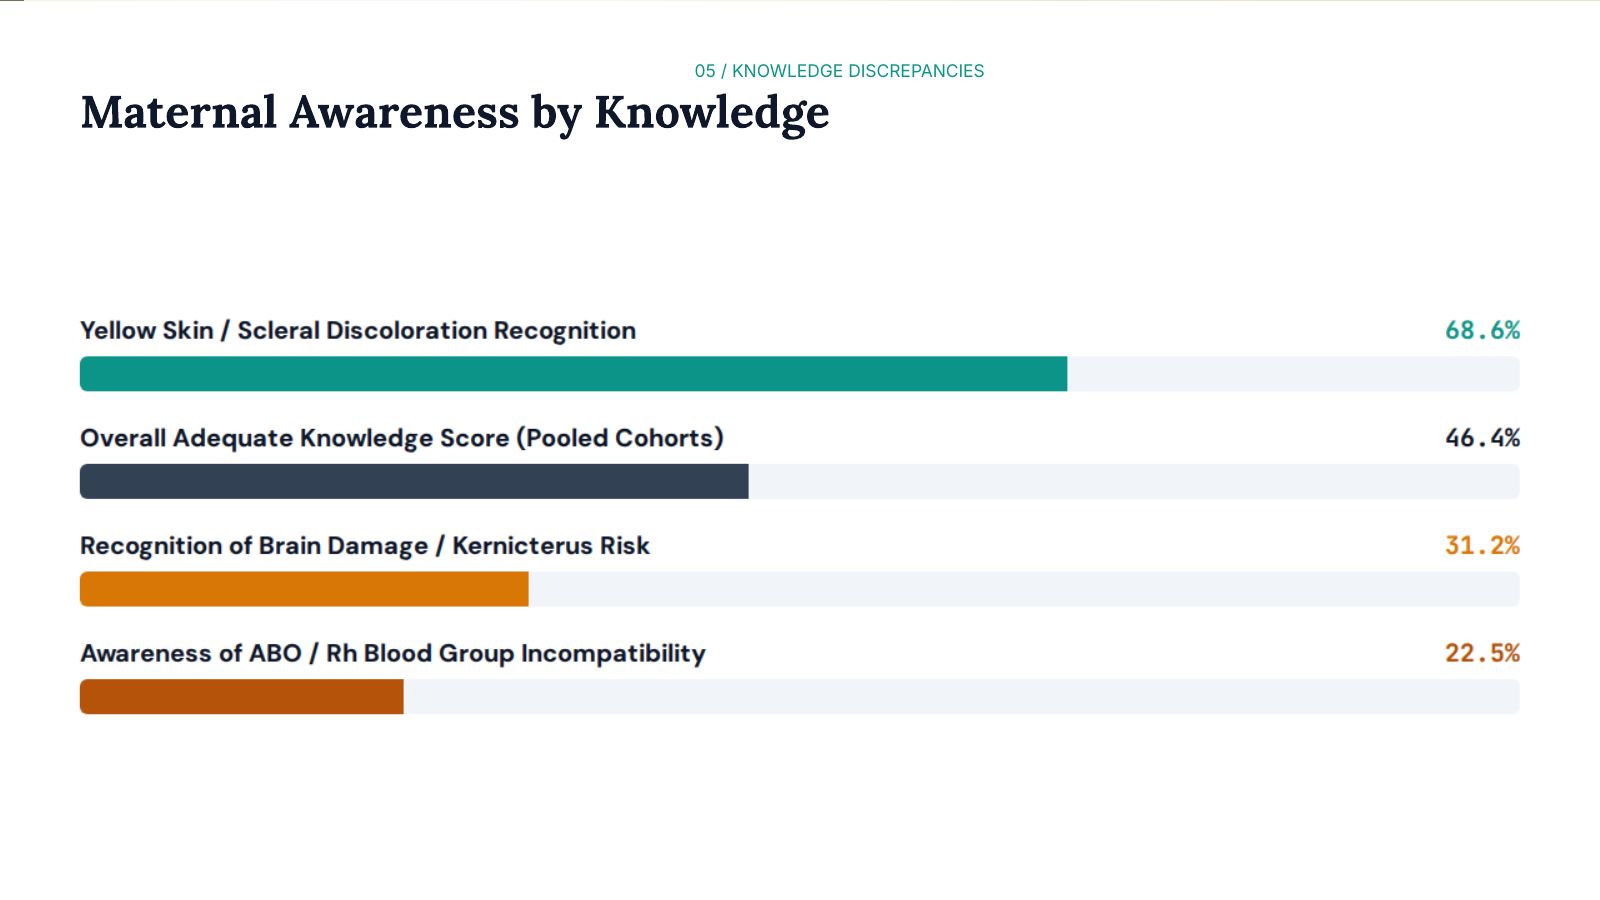 05 / KNOWLEDGE DISCREPANCIES
Maternal Awareness by Knowledge
Yellow Skin / Scleral Discoloration Recognition 68.6%
Overall Adequate Knowledge Score (Pooled Cohorts) 46.4%
Recognition of Brain Damage / Kernicterus Risk 31.2%
Awareness of ABO / Rh Blood Group Incompatibility 22.5%